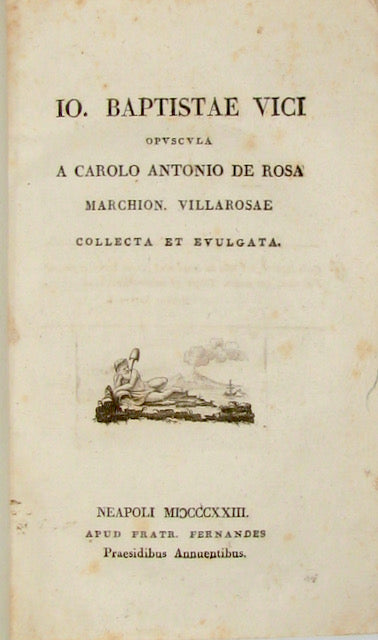 IO. BAPTISTAE VICI
OPVSCVLA
A CAROLO ANTONIO DE ROSA
MARCHION. VILLAROSAE
COLLECTA ET EVULGATA.
NEAPOLI MDCCCXXIII.
APUD FRATR. FERNANDES
Praesidibus Annuentibus.